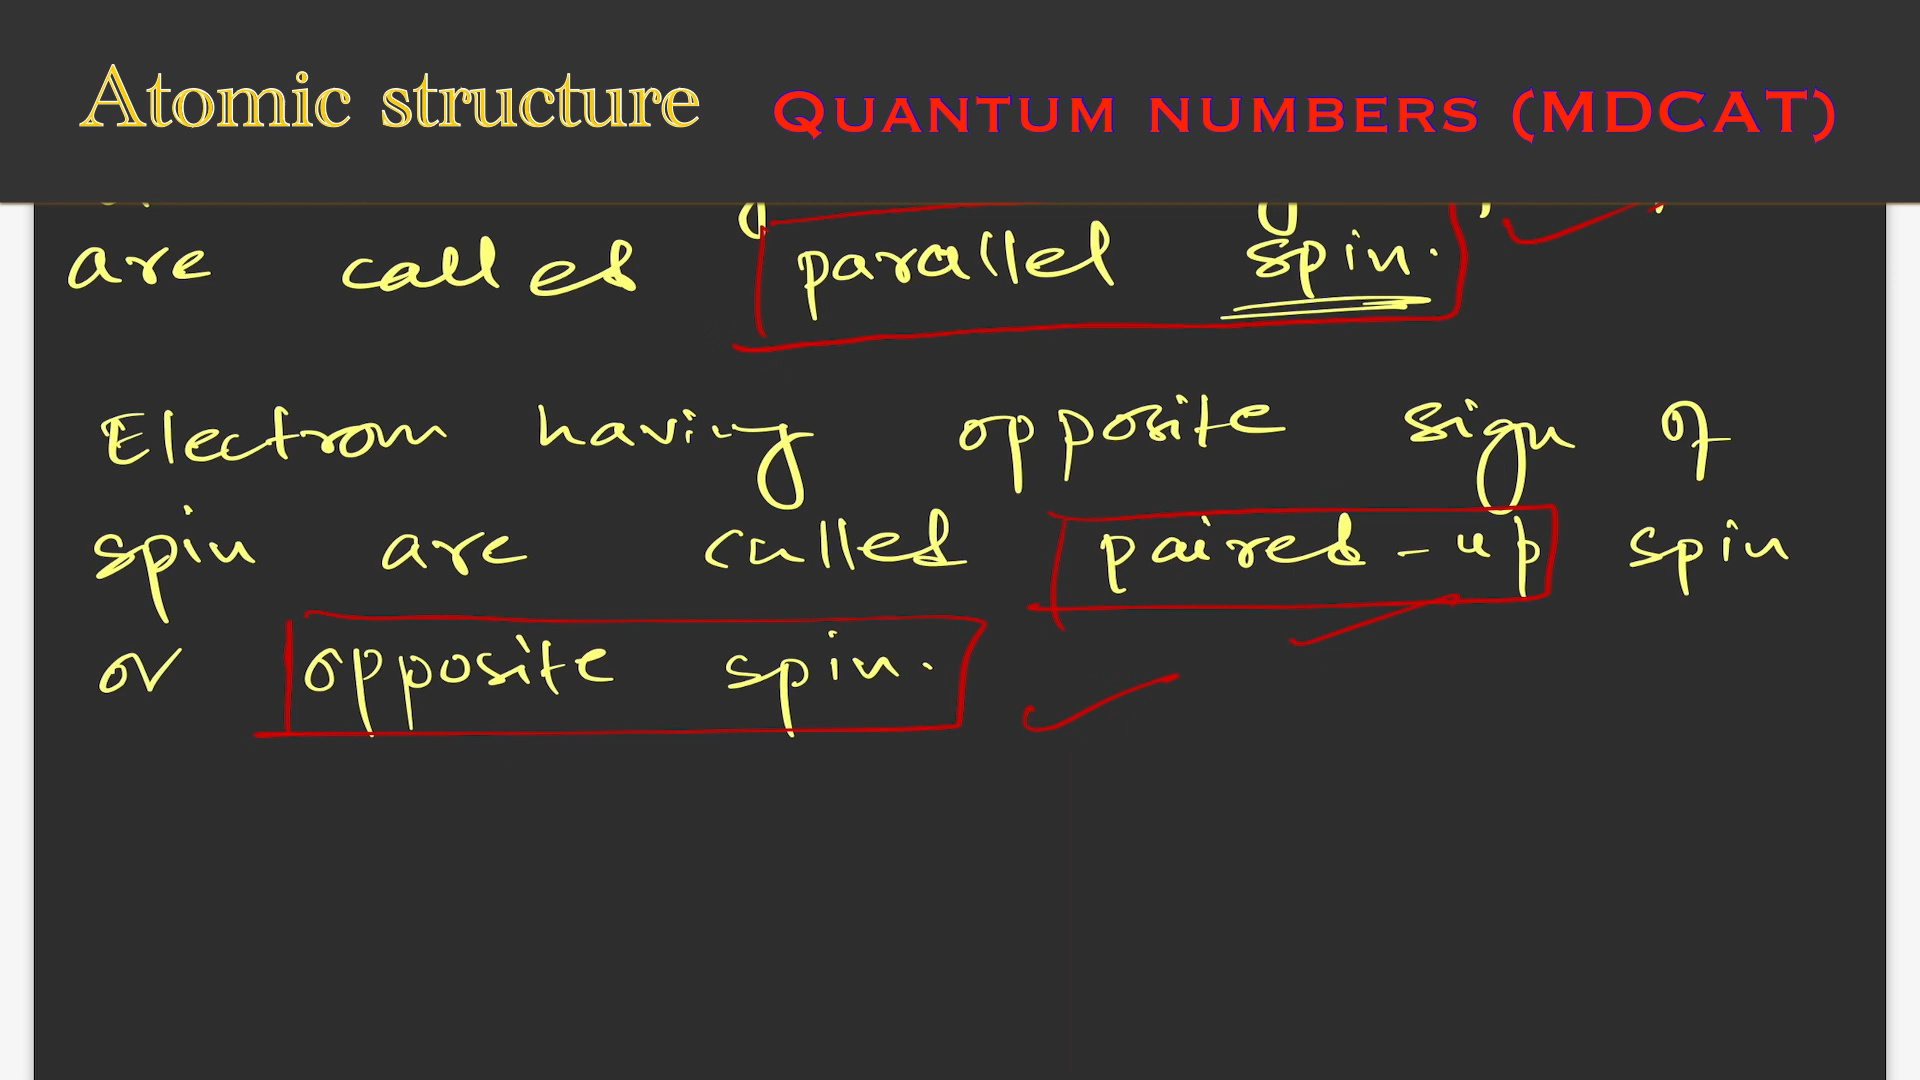 Atomic structure QUANTUM NUMBERS (MDCAT)
are called parallel spin.
Electron having opposite sign of
spin are called paired-up spin
or opposite spin.